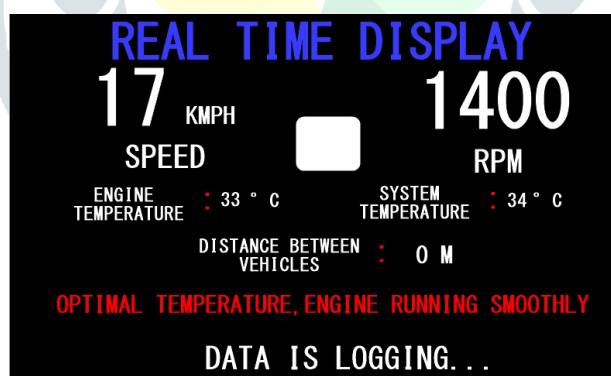 REAL TIME DISPLAY
17 KMPH
1400
SPEED
RPM
ENGINE TEMPERATURE : 33 ° C
SYSTEM TEMPERATURE : 34 ° C
DISTANCE BETWEEN VEHICLES : 0 M
OPTIMAL TEMPERATURE,ENGINE RUNNING SMOOTHLY
DATA IS LOGGING...